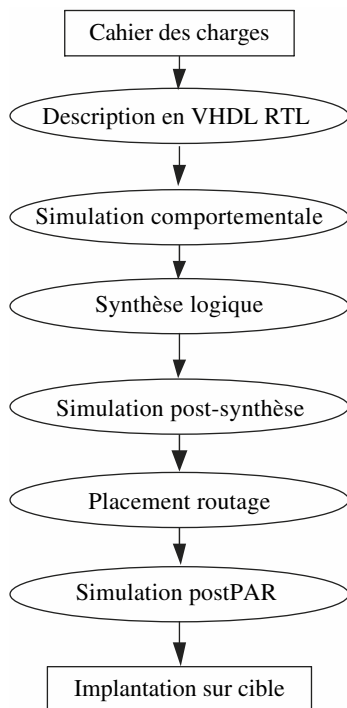 Cahier des charges
Description en VHDL RTL
Simulation comportementale
Synthèse logique
Simulation post-synthèse
Placement routage
Simulation postPAR
Implantation sur cible